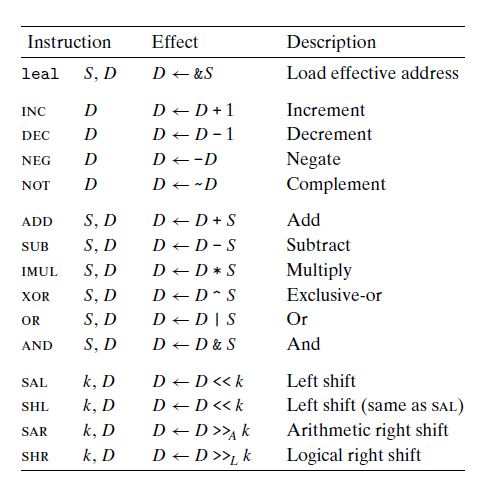 Instruction Effect Description
leal S, D D ← &S Load effective address
INC D D ← D + 1 Increment
DEC D D ← D - 1 Decrement
NEG D D ← -D Negate
NOT D D ← ~D Complement
ADD S, D D ← D + S Add
SUB S, D D ← D - S Subtract
IMUL S, D D ← D * S Multiply
XOR S, D D ← D ^ S Exclusive-or
OR S, D D ← D | S Or
AND S, D D ← D & S And
SAL k, D D ← D << k Left shift
SHL k, D D ← D << k Left shift (same as SAL)
SAR k, D D ← D >>A k Arithmetic right shift
SHR k, D D ← D >>L k Logical right shift